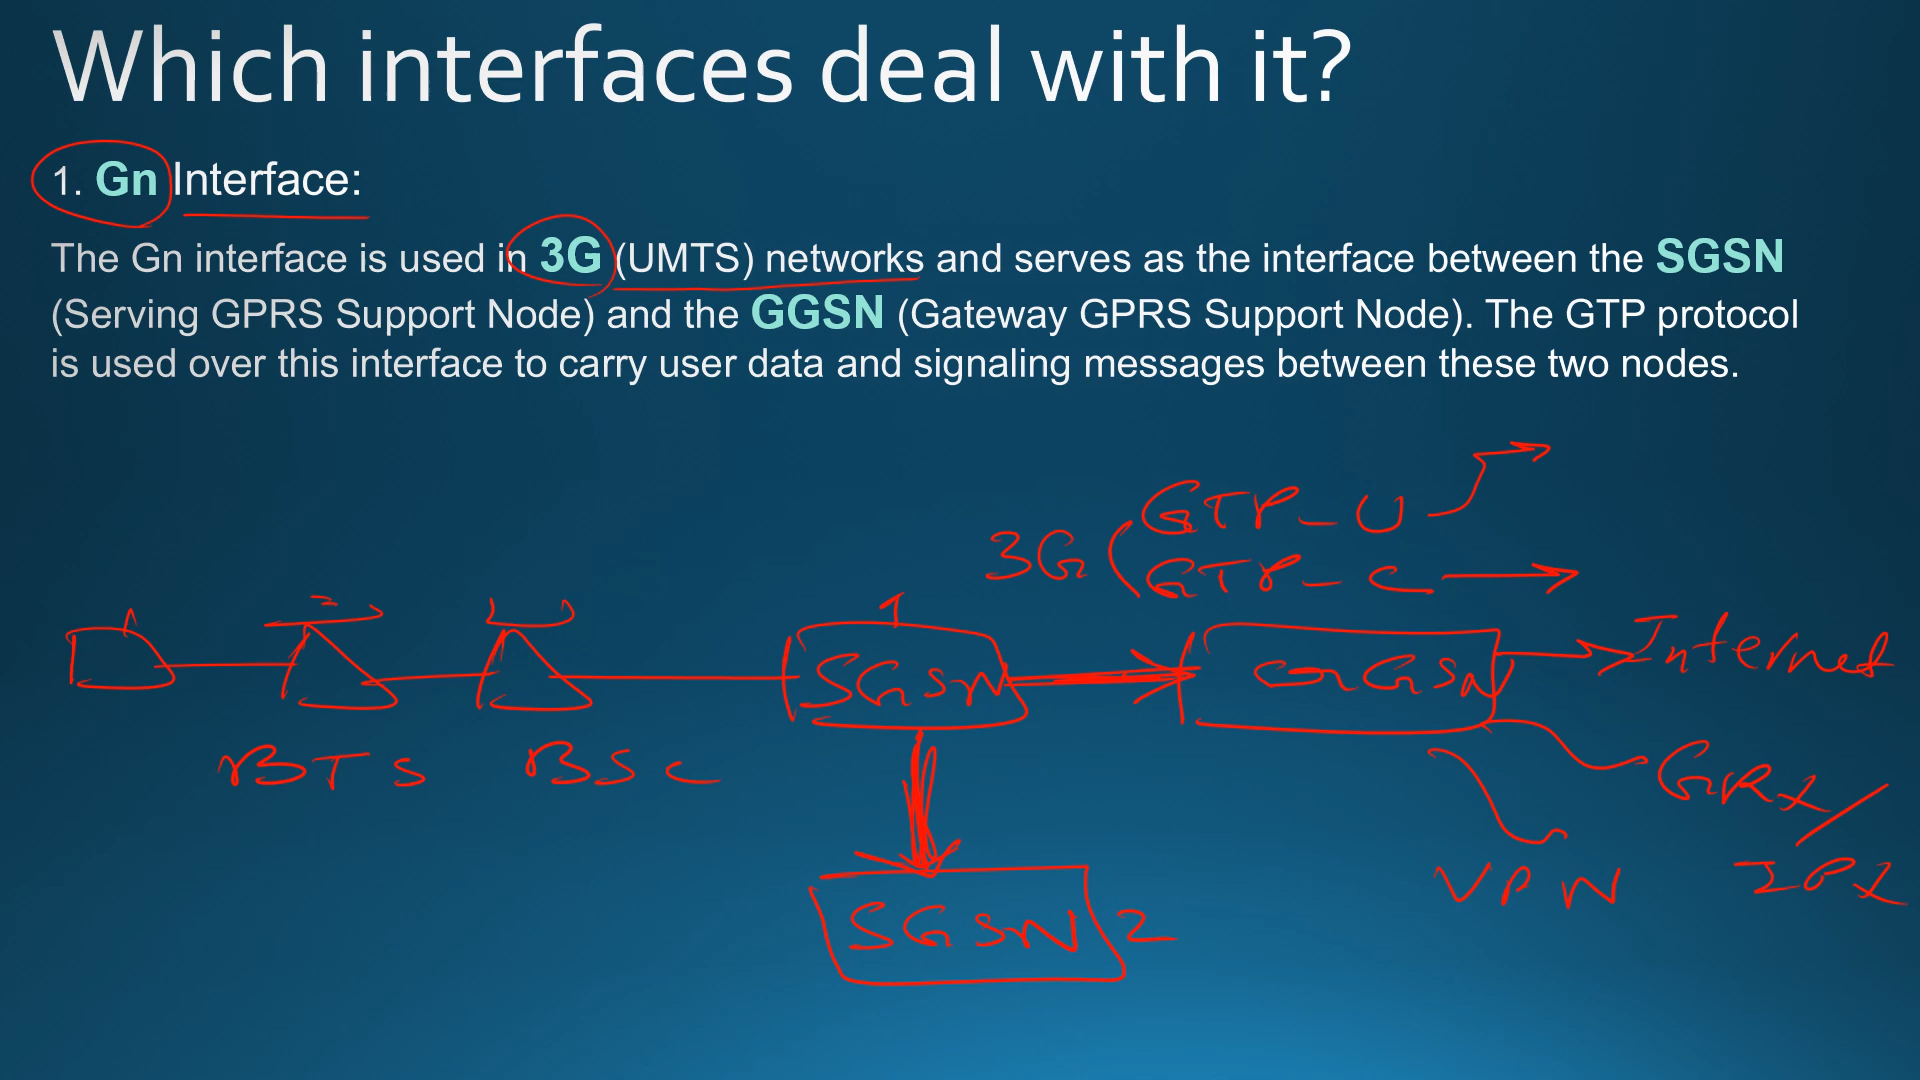 Which interfaces deal with it?
1. Gn Interface:
The Gn interface is used in 3G (UMTS) networks and serves as the interface between the SGSN
(Serving GPRS Support Node) and the GGSN (Gateway GPRS Support Node). The GTP protocol
is used over this interface to carry user data and signaling messages between these two nodes.
GTP-U
3G
GTP-C
1
SGSN
GGSN
Internet
BTS
BSC
GRX/
IPX
VPN
SGSN 2